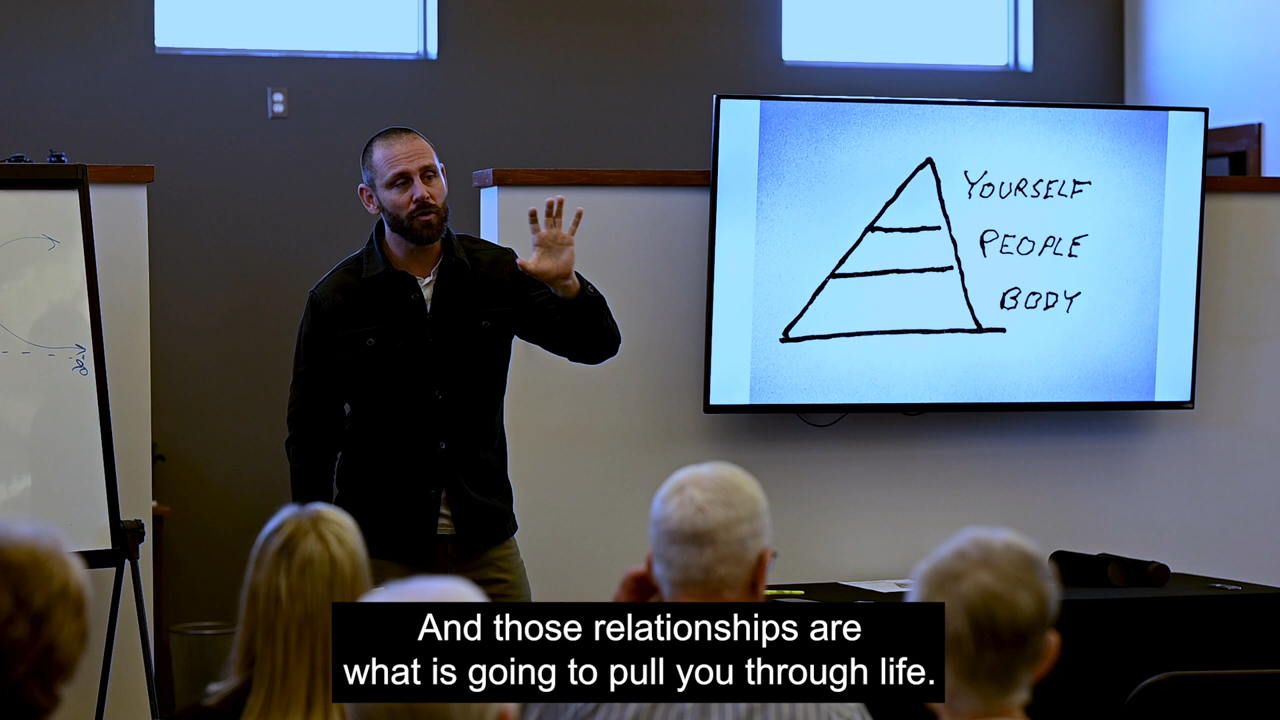 YOURSELF
PEOPLE
BODY
And those relationships are
what is going to pull you through life.